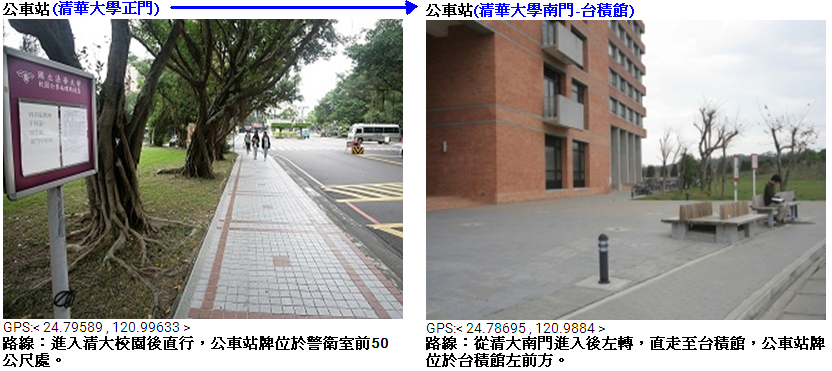 公車站(清華大學正門)
公車站(清華大學南門-台積館)
國立清華大學
GPS:< 24.79589 , 120.99633 >
路線：進入清大校園後直行，公車站牌位於警衛室前50
公尺處。
GPS:< 24.78695 , 120.9884 >
路線：從清大南門進入後左轉，直走至台積館，公車站牌
位於台積館左前方。